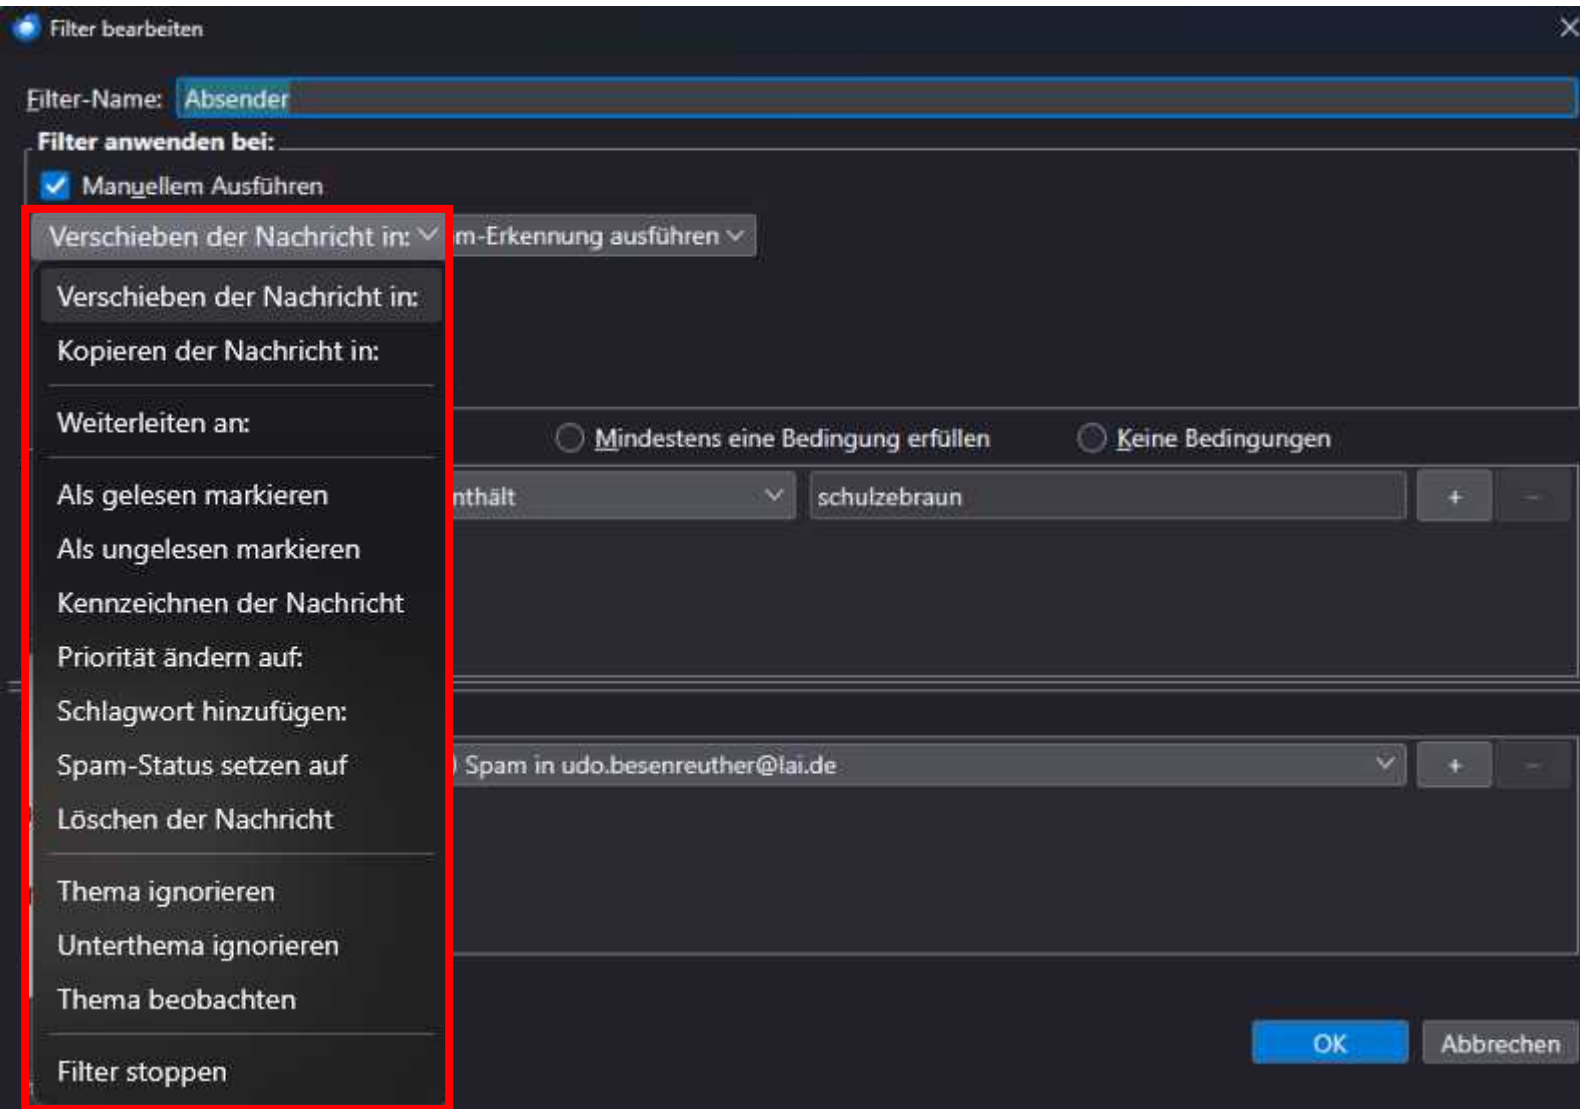 Filter bearbeiten
Filter-Name: Absender
Filter anwenden bei:
Manuellem Ausführen
Verschieben der Nachricht in: m-Erkennung ausführen
Verschieben der Nachricht in:
Kopieren der Nachricht in:
Weiterleiten an:
Mindestens eine Bedingung erfüllen Keine Bedingungen
Als gelesen markieren
nthält schulzebraun + −
Als ungelesen markieren
Kennzeichnen der Nachricht
Priorität ändern auf:
Schlagwort hinzufügen:
Spam-Status setzen auf
Spam in udo.besenreuther@lai.de + −
Löschen der Nachricht
Thema ignorieren
Unterthema ignorieren
Thema beobachten
OK Abbrechen
Filter stoppen